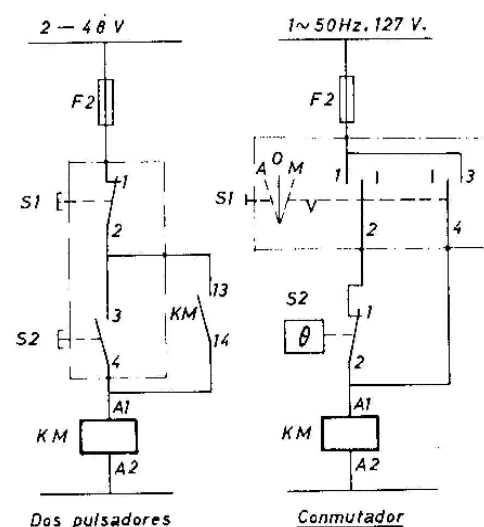 2 — 48 V
F2
1
S1
2
13
KM
3
S2
14
4
A1
KM
A2
Dos pulsadores
1~ 50Hz. 127 V.
F2
A O M
1
3
S1
2
4
S2
1
θ
2
A1
KM
A2
Conmutador